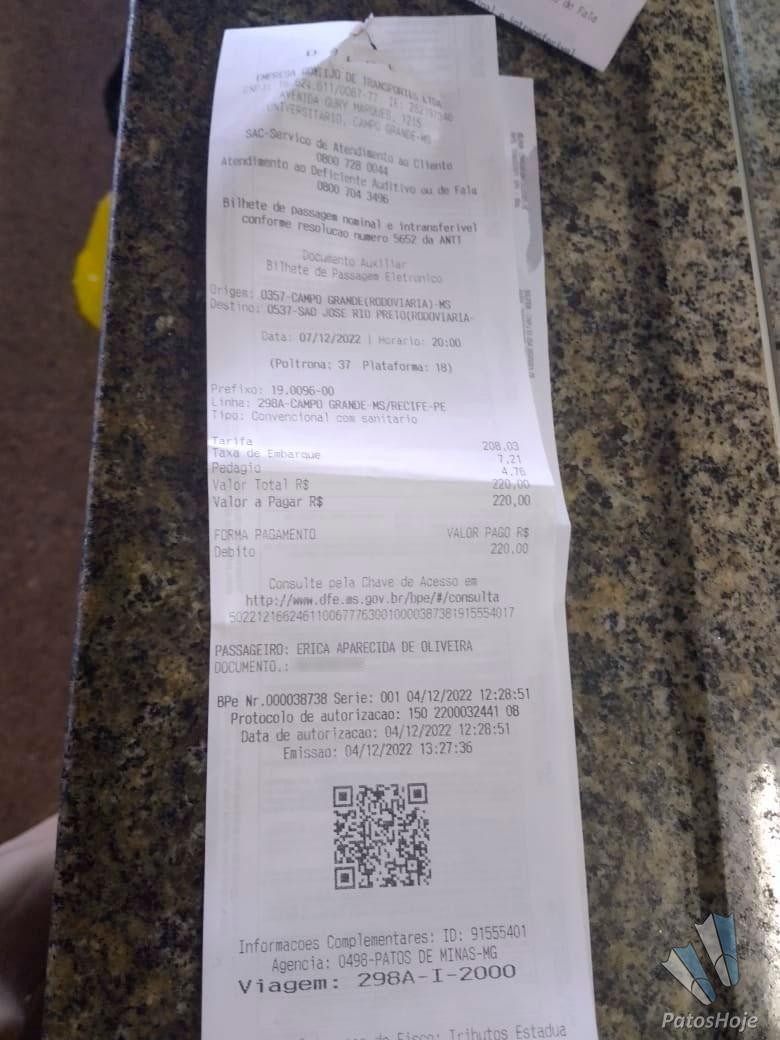 de Fala
l e intransferivel
EMPRESA GONTIJO DE TRANSPORTES LTDA
AVENIDA GURY MARQUES, 1215
UNIVERSITARIO, CAMPO GRANDE-MS
SAC-Servico de Atendimento ao Cliente
0800 728 0044
Atendimento ao Deficiente Auditivo ou de Fala
0800 704 3496
Bilhete de passagem nominal e intransferivel
conforme resolucao numero 5652 da ANTT
Documento Auxiliar
Bilhete de Passagem Eletronico
Origem: 0357-CAMPO GRANDE(RODOVIARIA)-MS
Destino: 0537-SAO JOSE RIO PRETO(RODOVIARIA-
Data: 07/12/2022 | Horario: 20:00
(Poltrona: 37 Plataforma: 18)
Prefixo: 19.0096-00
Linha: 298A-CAMPO GRANDE-MS/RECIFE-PE
Tipo: Convencional com sanitario
Tarifa 208,03
Taxa de Embarque 7,21
Pedagio 4,76
Valor Total R$ 220,00
Valor a Pagar R$ 220,00
FORMA PAGAMENTO VALOR PAGO R$
Debito 220,00
Consulte pela Chave de Acesso em
http://www.dfe.ms.gov.br/bpe/#/consulta
50221216624611006777630010000387381915554017
PASSAGEIRO: ERICA APARECIDA DE OLIVEIRA
DOCUMENTO.:
BPe Nr.000038738 Serie: 001 04/12/2022 12:28:51
Protocolo de autorizacao: 150 2200032441 08
Data de autorizacao: 04/12/2022 12:28:51
Emissao: 04/12/2022 13:27:36
Informacoes Complementares: ID: 91555401
Agencia: 0498-PATOS DE MINAS-MG
Viagem: 298A-I-2000
Fisco: Tributos Estadua
PatosHoje